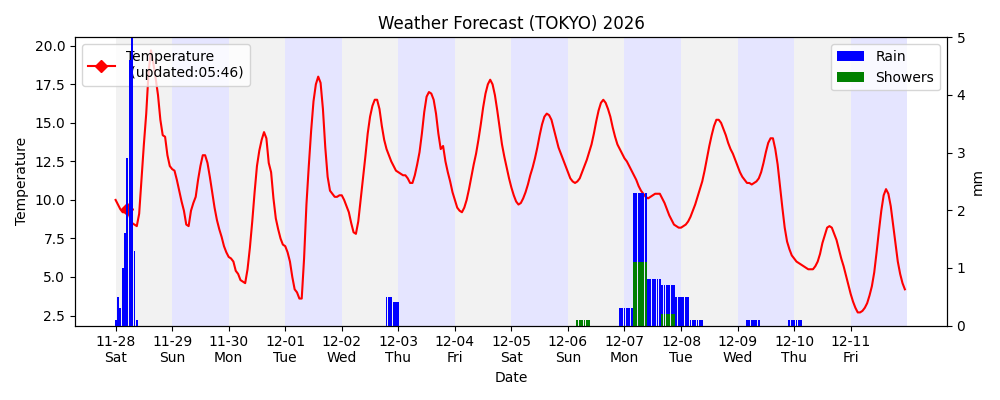 Weather Forecast (TOKYO) 2026
Temperature
(updated:05:46)
Rain
Showers
20.0
17.5
15.0
12.5
10.0
7.5
5.0
2.5
Temperature
5
4
3
2
1
0
mm
11-28 11-29 11-30 12-01 12-02 12-03 12-04 12-05 12-06 12-07 12-08 12-09 12-10 12-11
Sat Sun Mon Tue Wed Thu Fri Sat Sun Mon Tue Wed Thu Fri
Date